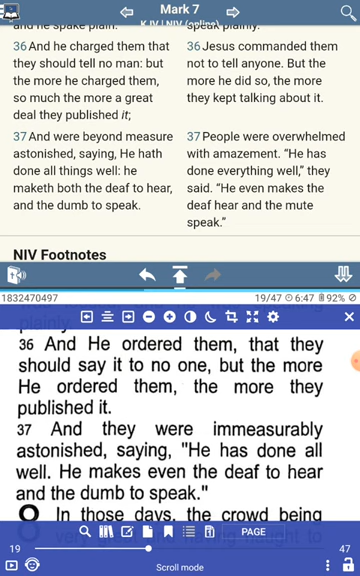 Mark 7
KJV | NIV (online)
and he spake plain.
36 And he charged them that
they should tell no man: but
the more he charged them,
so much the more a great
deal they published it;
37 And were beyond measure
astonished, saying, He hath
done all things well: he
maketh both the deaf to hear,
and the dumb to speak.
speak plainly.
36 Jesus commanded them
not to tell anyone. But the
more he did so, the more
they kept talking about it.
37 People were overwhelmed
with amazement. “He has
done everything well,” they
said. “He even makes the
deaf hear and the mute
speak.”
NIV Footnotes
1832470497 19/47 6:47 92%
plainly.
36 And He ordered them, that they
should say it to no one, but the more
He ordered them, the more they
published it.
37 And they were immeasurably
astonished, saying, "He has done all
well. He makes even the deaf to hear
and the dumb to speak."
8 In those days, the crowd being
PAGE
19 47
Scroll mode